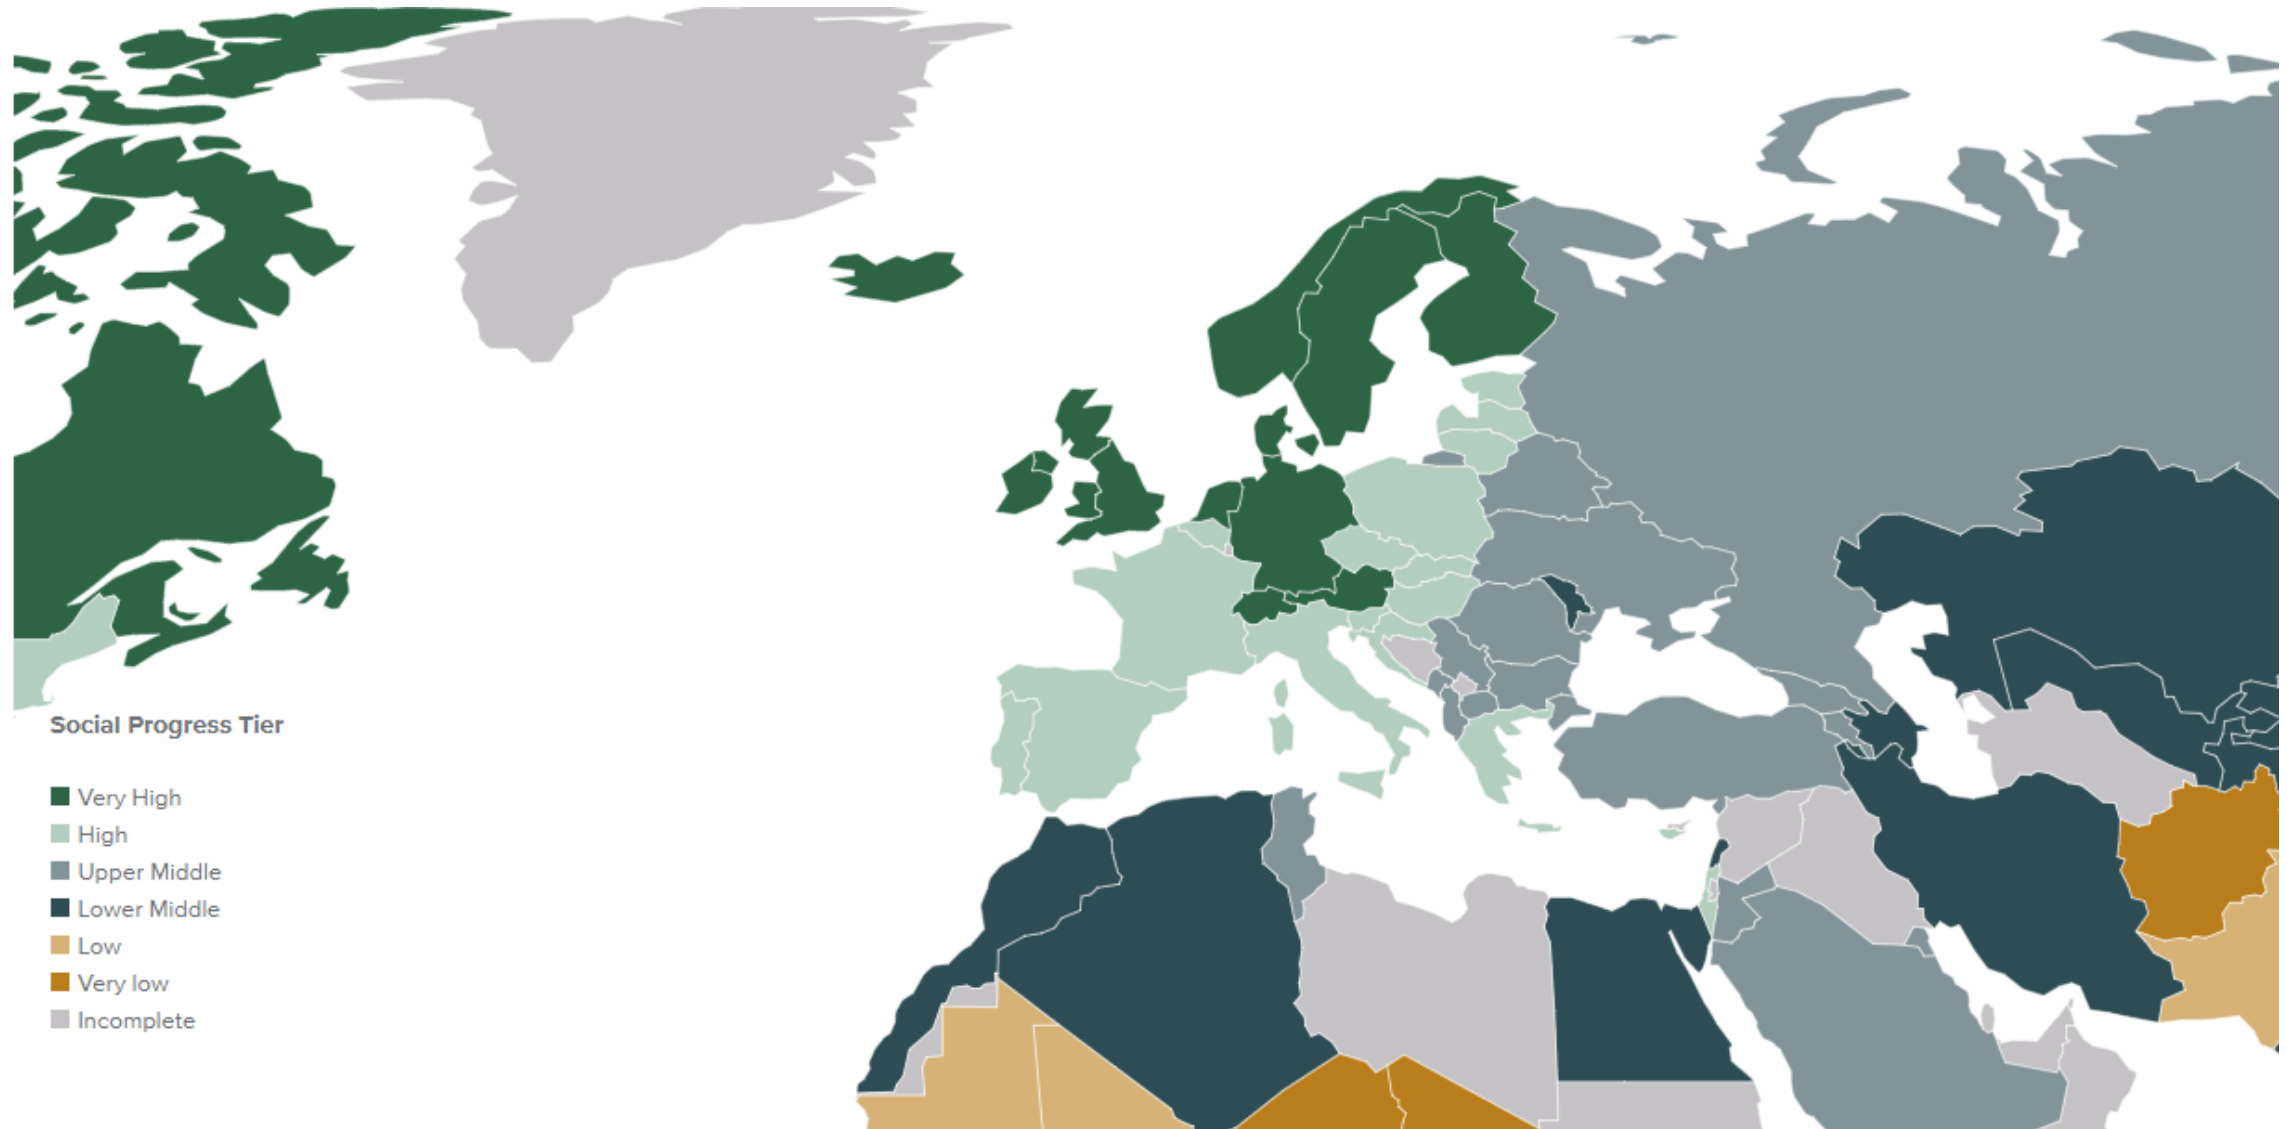 Social Progress Tier
Very High
High
Upper Middle
Lower Middle
Low
Very low
Incomplete